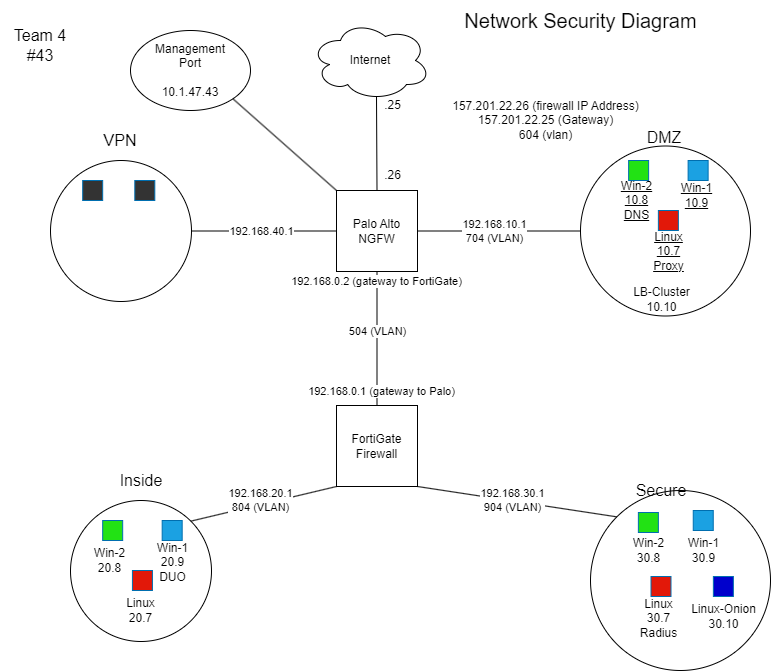 Network Security Diagram
Team 4
#43
Management
Port
10.1.47.43
Internet
.25
157.201.22.26 (firewall IP Address)
157.201.22.25 (Gateway)
604 (vlan)
VPN
DMZ
.26
Win-2
10.8
DNS
Win-1
10.9
Linux
10.7
Proxy
LB-Cluster
10.10
192.168.40.1
Palo Alto
NGFW
192.168.10.1
704 (VLAN)
192.168.0.2 (gateway to FortiGate)
504 (VLAN)
192.168.0.1 (gateway to Palo)
FortiGate
Firewall
Inside
192.168.20.1
804 (VLAN)
192.168.30.1
904 (VLAN)
Secure
Win-2
20.8
Win-1
20.9
DUO
Linux
20.7
Win-2
30.8
Win-1
30.9
Linux
30.7
Radius
Linux-Onion
30.10